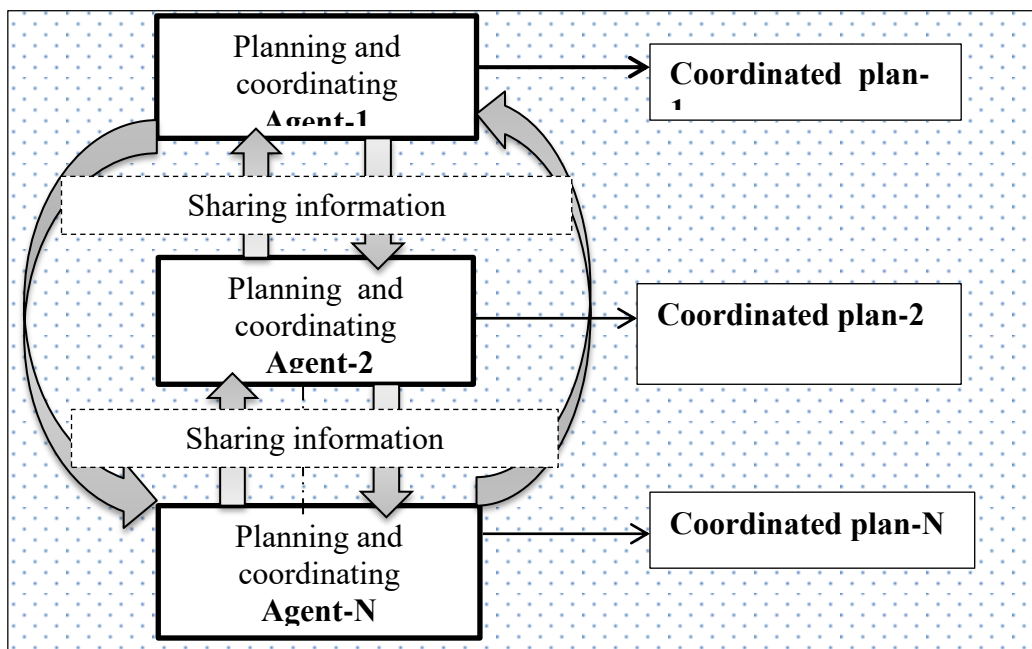 Planning and
coordinating
Agent-1
Coordinated plan-
1
Sharing information
Planning and
coordinating
Agent-2
Coordinated plan-2
Sharing information
Planning and
coordinating
Agent-N
Coordinated plan-N